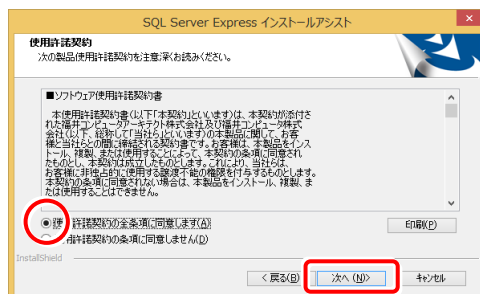 SQL Server Express インストールアシスト
使用許諾契約
次の製品使用許諾契約を注意深くお読みください。
■ソフトウェア使用許諾契約書
本使用許諾契約書(以下「本契約」といいます)は、本契約が添付さ
れた福井コンピュータアーキテクト株式会社及び福井コンピュータ株式
会社(以下、総称して「当社ら」といいます)の本製品に関して、お客
様と当社らとの間に締結される契約書です。お客様は、本製品をインス
トール、複製、または使用することによって、本契約の条項に同意され
たものとし、本契約は成立したものとします。これにより、当社らは、
お客様に非独占的に使用する譲渡不能の権限を付与するものとします。
本契約の条項に同意されない場合は、本製品をインストール、複製、ま
たは使用することはできません。
使用許諾契約の全条項に同意します(A)
用許諾契約の条項に同意しません(D)
印刷(P)
InstallShield
< 戻る(B)
次へ (N)>
キャンセル